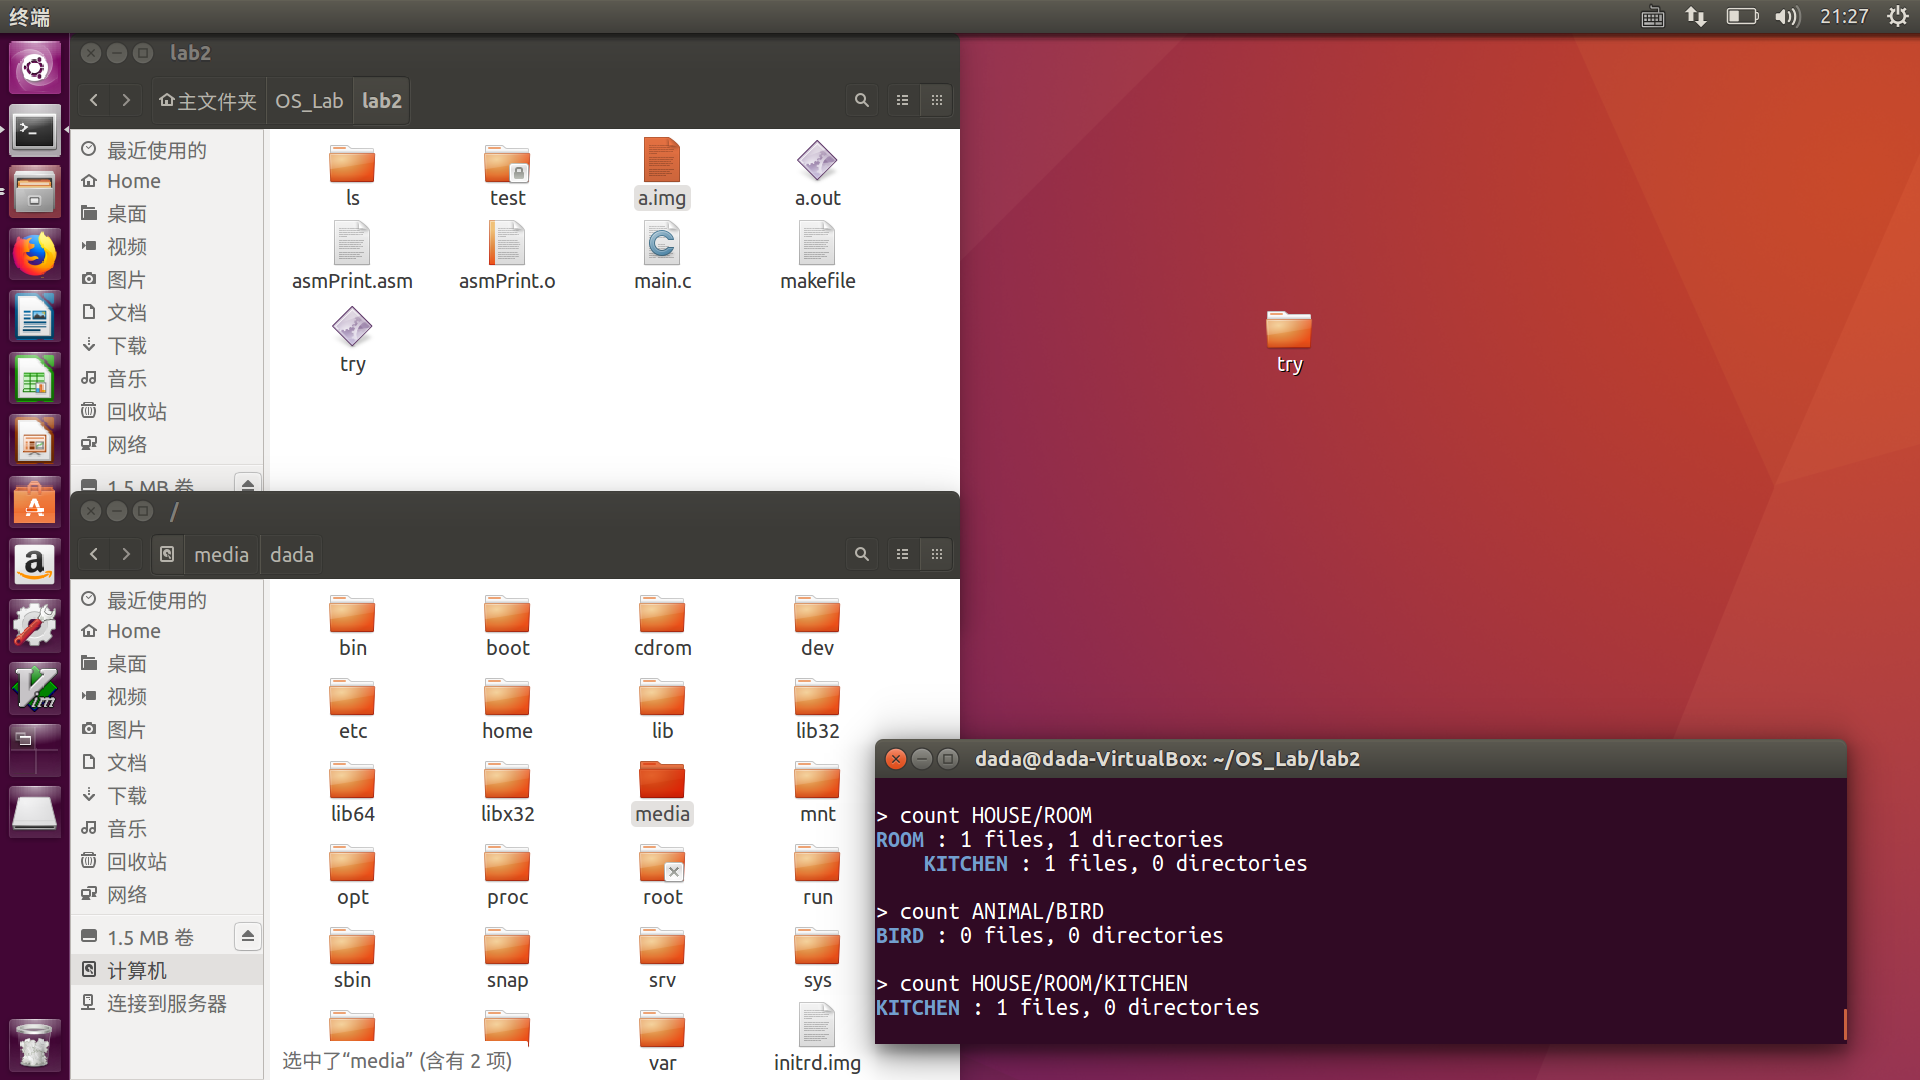 终端
21:27
lab2
主文件夹 OS_Lab lab2
最近使用的
Home
桌面
视频
图片
文档
下载
音乐
回收站
网络
1.5 MB 卷
ls test a.img a.out
asmPrint.asm asmPrint.o main.c makefile
try
try
/
media dada
最近使用的
Home
桌面
视频
图片
文档
下载
音乐
回收站
网络
1.5 MB 卷
计算机
连接到服务器
bin boot cdrom dev
etc home lib lib32
lib64 libx32 media mnt
opt proc root run
sbin snap srv sys
var initrd.img
选中了“media” (含有 2 项)
dada@dada-VirtualBox: ~/OS_Lab/lab2
> count HOUSE/ROOM
ROOM : 1 files, 1 directories
KITCHEN : 1 files, 0 directories
> count ANIMAL/BIRD
BIRD : 0 files, 0 directories
> count HOUSE/ROOM/KITCHEN
KITCHEN : 1 files, 0 directories